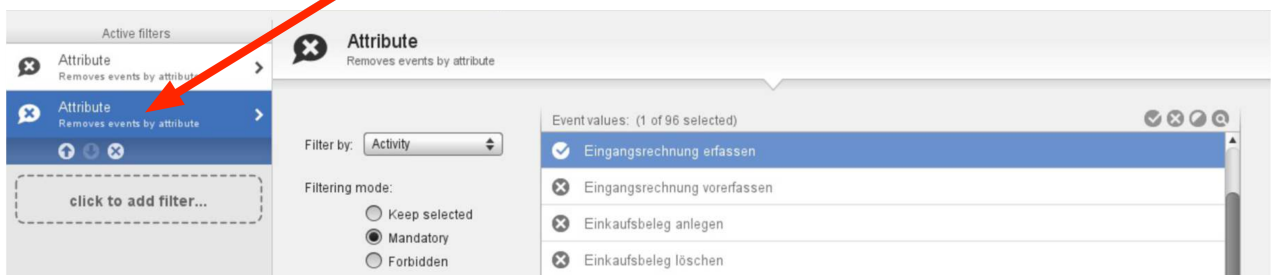 Active filters
Attribute
Removes events by attribute
Attribute
Removes events by attribute
click to add filter...
Attribute
Removes events by attribute
Filter by: Activity
Filtering mode:
Keep selected
Mandatory
Forbidden
Event values: (1 of 96 selected)
Eingangsrechnung erfassen
Eingangsrechnung vorerfassen
Einkaufsbeleg anlegen
Einkaufsbeleg löschen